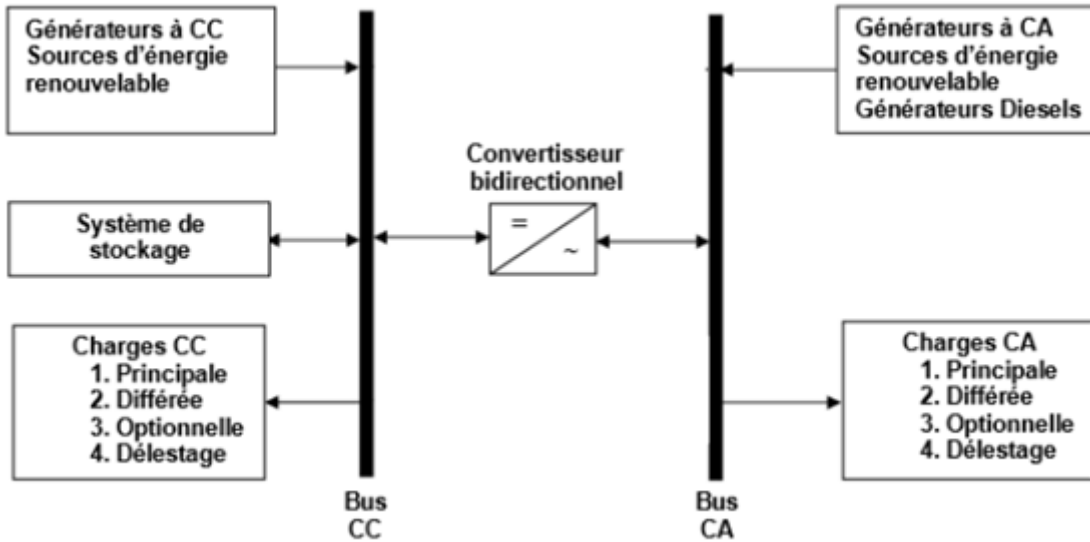 Générateurs à CC
Sources d'énergie
renouvelable
Générateurs à CA
Sources d'énergie
renouvelable
Générateurs Diesels
Convertisseur
bidirectionnel
=
~
Système de
stockage
Charges CC
1. Principale
2. Différée
3. Optionnelle
4. Délestage
Charges CA
1. Principale
2. Différée
3. Optionnelle
4. Délestage
Bus
CC
Bus
CA